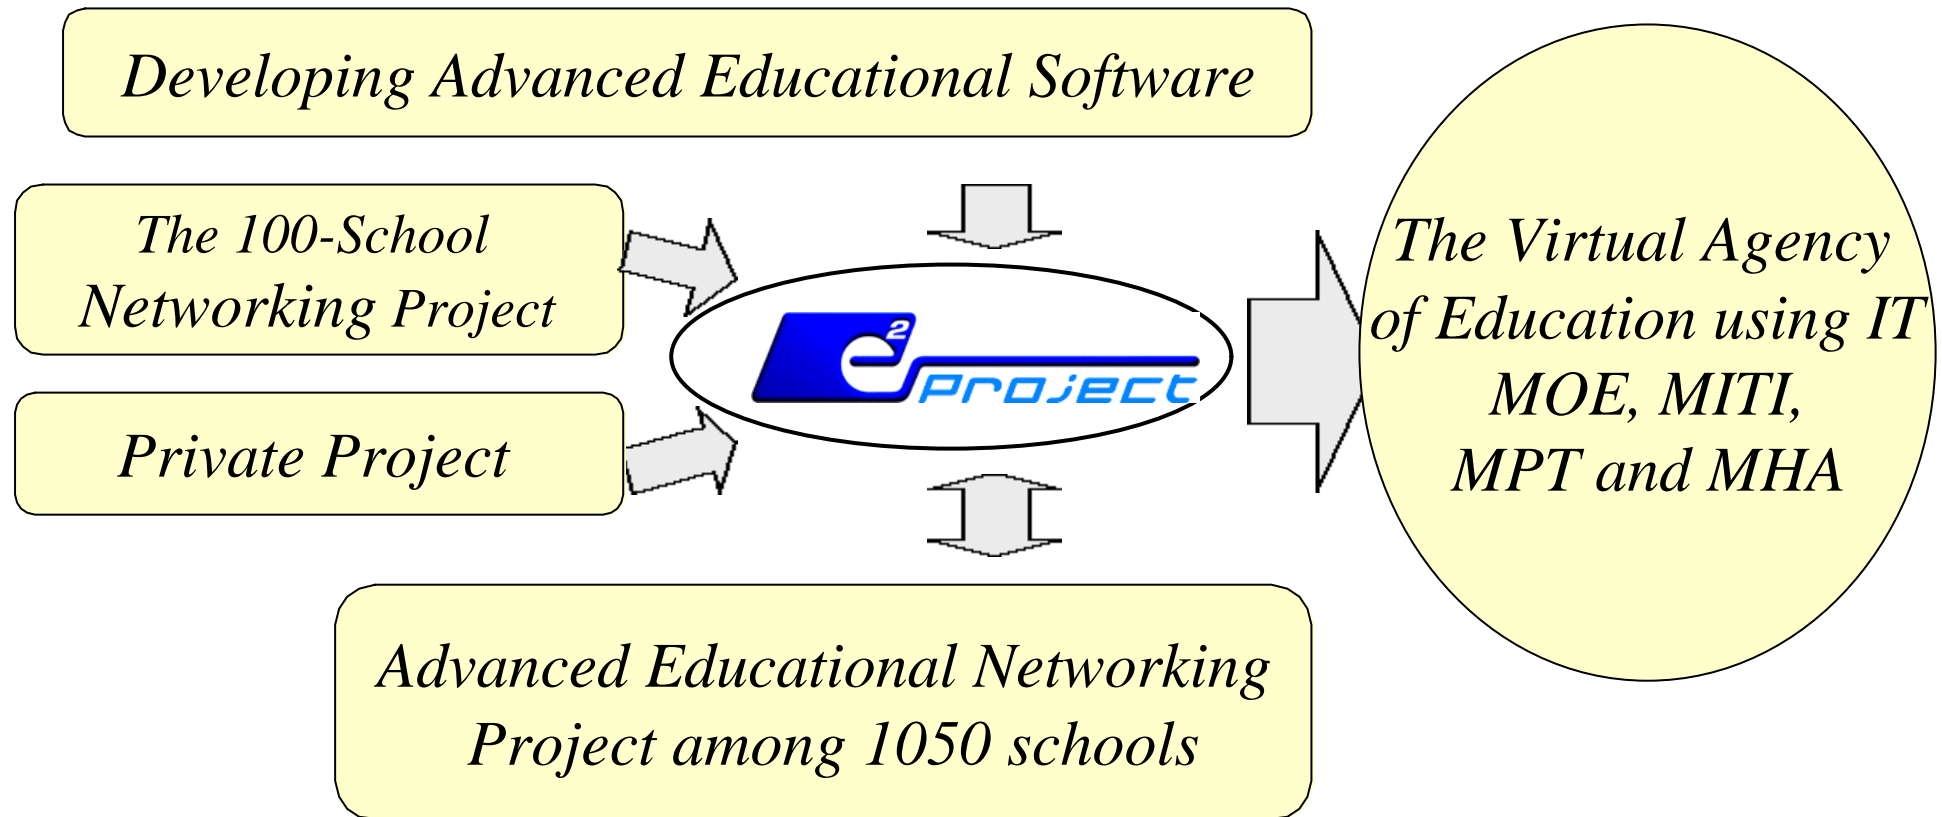 Developing Advanced Educational Software
The 100-School
Networking Project
Private Project
e2
Project
The Virtual Agency
of Education using IT
MOE, MITI,
MPT and MHA
Advanced Educational Networking
Project among 1050 schools